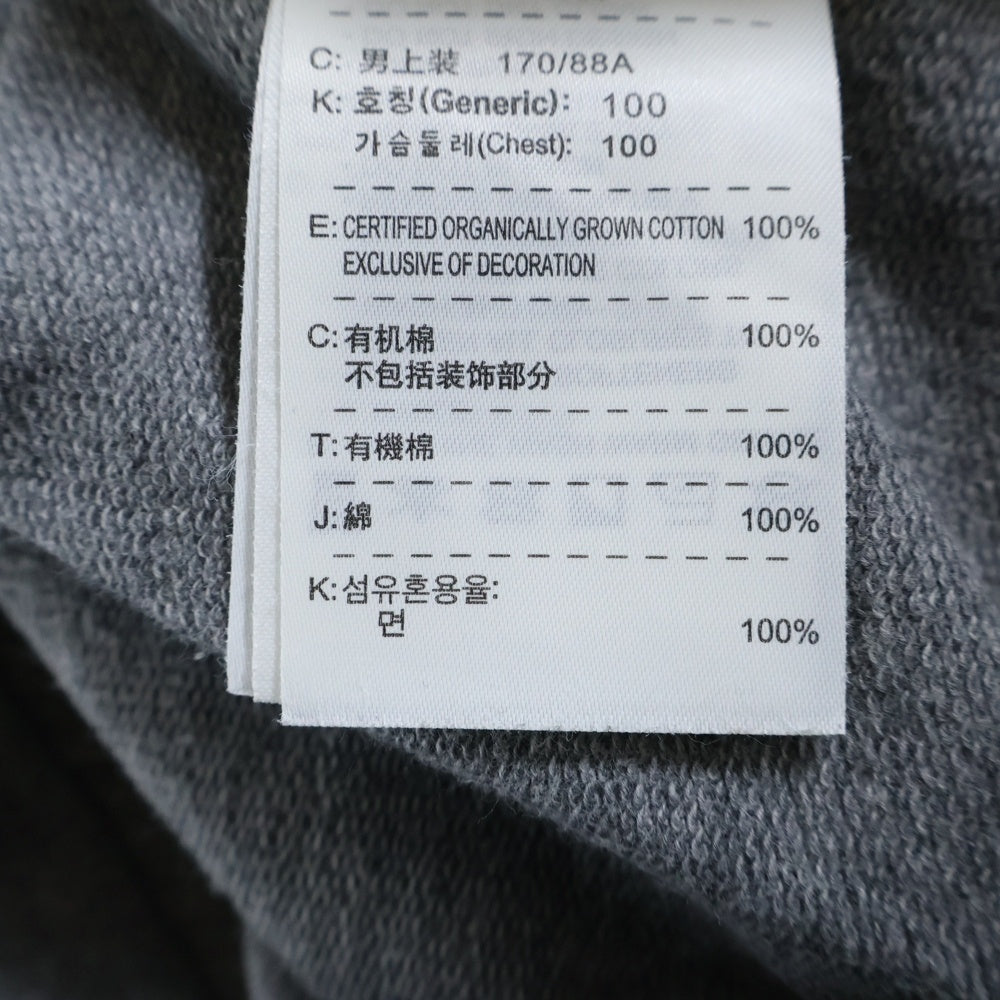 C: 男上装 170/88A
K: 호칭(Generic): 100
가슴둘레(Chest): 100
E: CERTIFIED ORGANICALLY GROWN COTTON 100%
EXCLUSIVE OF DECORATION
C: 有机棉 100%
不包括装饰部分
T: 有機棉 100%
J: 綿 100%
K: 섬유혼용율:
면 100%